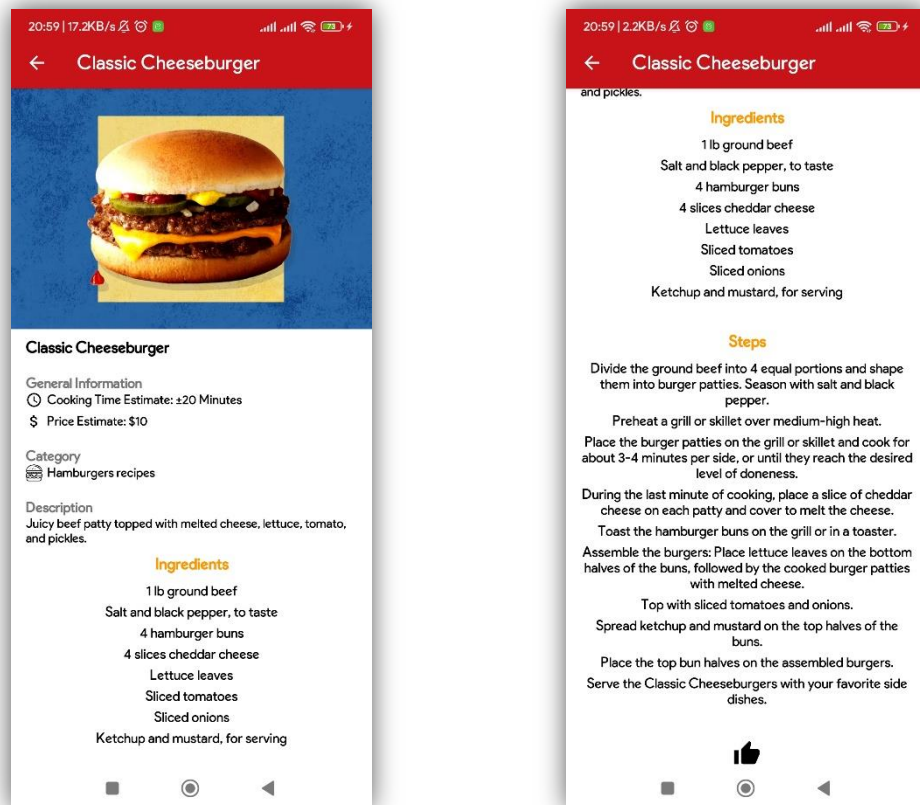 20:59 | 17.2KB/s
73
Classic Cheeseburger
Classic Cheeseburger
General Information
Cooking Time Estimate: ±20 Minutes
$ Price Estimate: $10
Category
Hamburgers recipes
Description
Juicy beef patty topped with melted cheese, lettuce, tomato,
and pickles.
Ingredients
1 lb ground beef
Salt and black pepper, to taste
4 hamburger buns
4 slices cheddar cheese
Lettuce leaves
Sliced tomatoes
Sliced onions
Ketchup and mustard, for serving
20:59 | 2.2KB/s
73
Classic Cheeseburger
and pickles.
Ingredients
1 lb ground beef
Salt and black pepper, to taste
4 hamburger buns
4 slices cheddar cheese
Lettuce leaves
Sliced tomatoes
Sliced onions
Ketchup and mustard, for serving
Steps
Divide the ground beef into 4 equal portions and shape
them into burger patties. Season with salt and black
pepper.
Preheat a grill or skillet over medium-high heat.
Place the burger patties on the grill or skillet and cook for
about 3-4 minutes per side, or until they reach the desired
level of doneness.
During the last minute of cooking, place a slice of cheddar
cheese on each patty and cover to melt the cheese.
Toast the hamburger buns on the grill or in a toaster.
Assemble the burgers: Place lettuce leaves on the bottom
halves of the buns, followed by the cooked burger patties
with melted cheese.
Top with sliced tomatoes and onions.
Spread ketchup and mustard on the top halves of the
buns.
Place the top bun halves on the assembled burgers.
Serve the Classic Cheeseburgers with your favorite side
dishes.